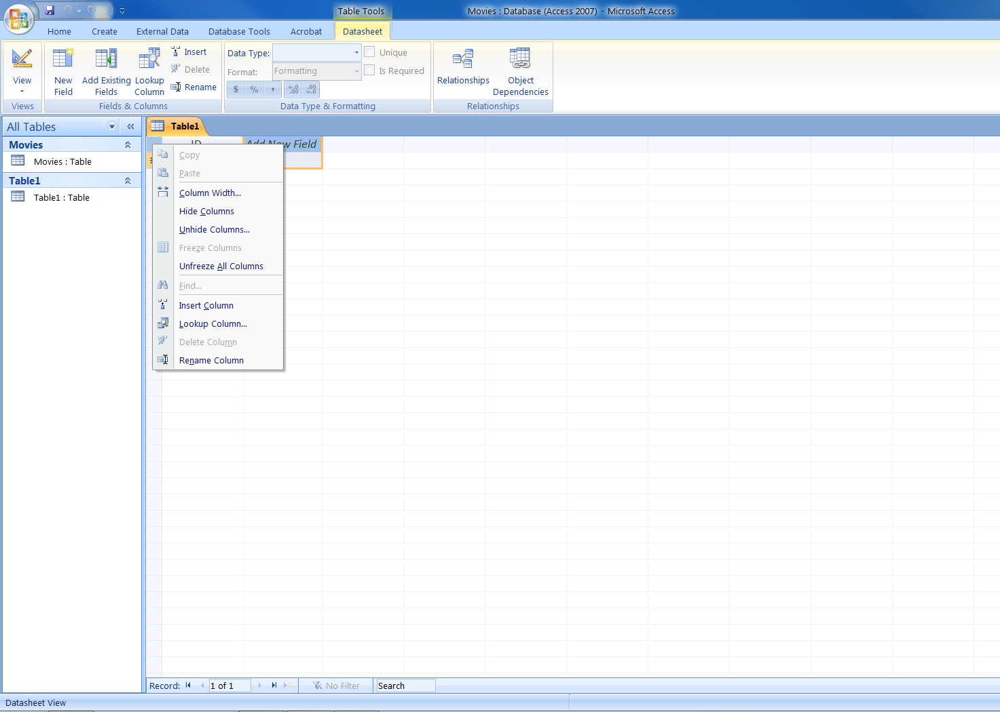 Table Tools
Movies : Database (Access 2007) - Microsoft Access
Home
Create
External Data
Database Tools
Acrobat
Datasheet
View
Views
New
Field
Add Existing
Fields
Lookup
Column
Insert
Delete
Rename
Fields & Columns
Data Type:
Unique
Format:
Formatting
Is Required
$ % , .00 .00
Data Type & Formatting
Relationships
Object
Dependencies
Relationships
All Tables
Movies
Movies : Table
Table1
Table1 : Table
Table1
ID
Add New Field
Copy
Paste
Column Width...
Hide Columns
Unhide Columns...
Freeze Columns
Unfreeze All Columns
Find...
Insert Column
Lookup Column...
Delete Column
Rename Column
Record:
1 of 1
No Filter
Search
Datasheet View